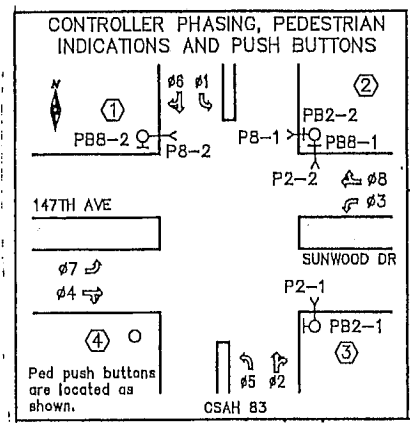 CONTROLLER PHASING, PEDESTRIAN
INDICATIONS AND PUSH BUTTONS
N
ø6 ø1
1
2
PB2-2
PB8-2
P8-2
P8-1
PB8-1
P2-2
ø8
ø3
147TH AVE
SUNWOOD DR
ø7
ø4
P2-1
PB2-1
4
3
Ped push buttons
are located as
shown.
ø5 ø2
CSAH 83